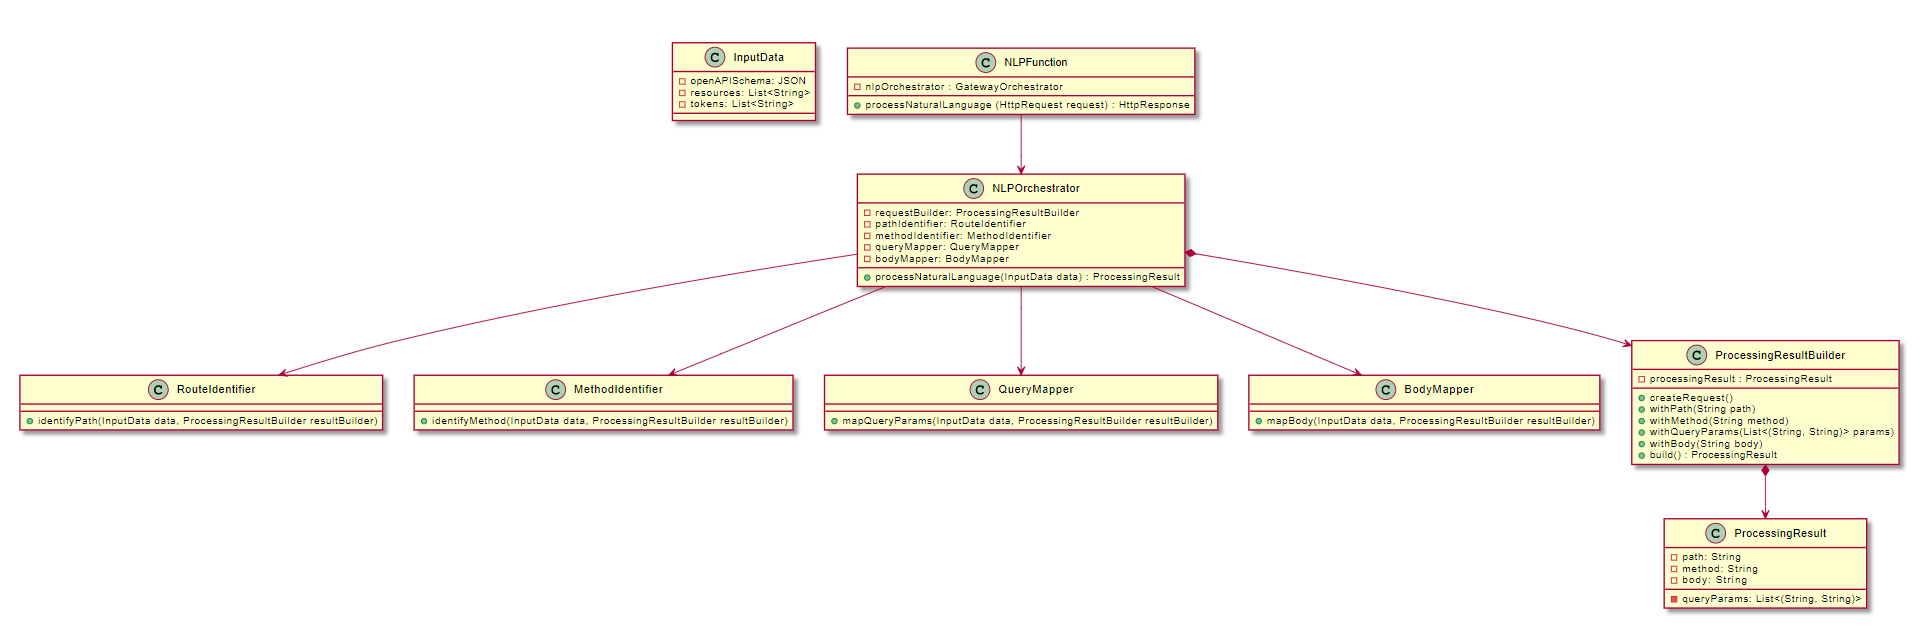 C InputData
openAPISchema: JSON
resources: List<String>
tokens: List<String>
C NLPFunction
nlpOrchestrator : GatewayOrchestrator
processNaturalLanguage (HttpRequest request) : HttpResponse
C NLPOrchestrator
requestBuilder: ProcessingResultBuilder
pathIdentifier: RouteIdentifier
methodIdentifier: MethodIdentifier
queryMapper: QueryMapper
bodyMapper: BodyMapper
processNaturalLanguage(InputData data) : ProcessingResult
C RouteIdentifier
identifyPath(InputData data, ProcessingResultBuilder resultBuilder)
C MethodIdentifier
identifyMethod(InputData data, ProcessingResultBuilder resultBuilder)
C QueryMapper
mapQueryParams(InputData data, ProcessingResultBuilder resultBuilder)
C BodyMapper
mapBody(InputData data, ProcessingResultBuilder resultBuilder)
C ProcessingResultBuilder
processingResult : ProcessingResult
createRequest()
withPath(String path)
withMethod(String method)
withQueryParams(List<(String, String)> params)
withBody(String body)
build() : ProcessingResult
C ProcessingResult
path: String
method: String
body: String
queryParams: List<(String, String)>